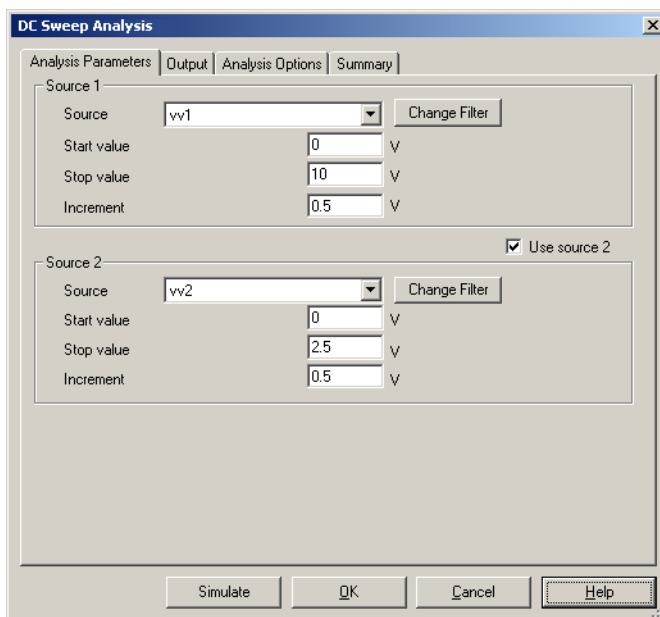 DC Sweep Analysis
Analysis Parameters Output Analysis Options Summary
Source 1
Source vv1 Change Filter
Start value 0 V
Stop value 10 V
Increment 0.5 V
Use source 2
Source 2
Source vv2 Change Filter
Start value 0 V
Stop value 2.5 V
Increment 0.5 V
Simulate OK Cancel Help